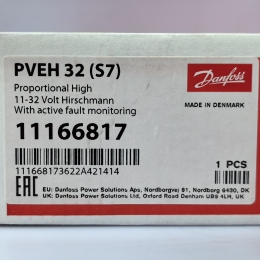 PVEH 32 (S7)
Proportional High
11-32 Volt Hirschmann
With active fault monitoring
11166817
Danfoss
MADE IN DENMARK
1 PCS
111668173622A421414
EAC
EU: Danfoss Power Solutions Aps, Nordborgvej 81, Nordborg 6430, DK
UK: Danfoss Power Solutions Ltd, Oxford Road Denham UB9 4LH, UK